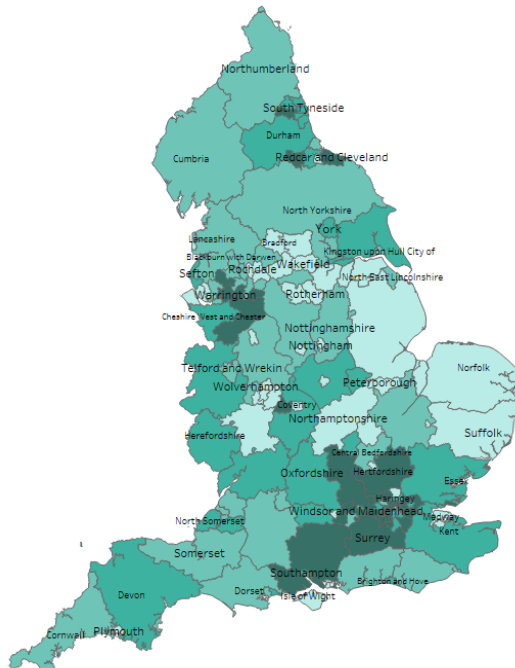 Northumberland
South Tyneside
Durham
Redcar and Cleveland
Cumbria
North Yorkshire
York
Lancashire
Bradford
Kingston upon Hull City of
Blackburn with Darwen
Sefton
Rochdale
Wakefield
North East Lincolnshire
Warrington
Rotherham
Cheshire West and Chester
Nottinghamshire
Nottingham
Telford and Wrekin
Wolverhampton
Peterborough
Norfolk
Coventry
Northamptonshire
Suffolk
Herefordshire
Central Bedfordshire
Oxfordshire
Hertfordshire
Essex
Haringey
North Somerset
Windsor and Maidenhead
Medway
Kent
Surrey
Somerset
Southampton
Brighton and Hove
Dorset
Isle of Wight
Devon
Plymouth
Cornwall